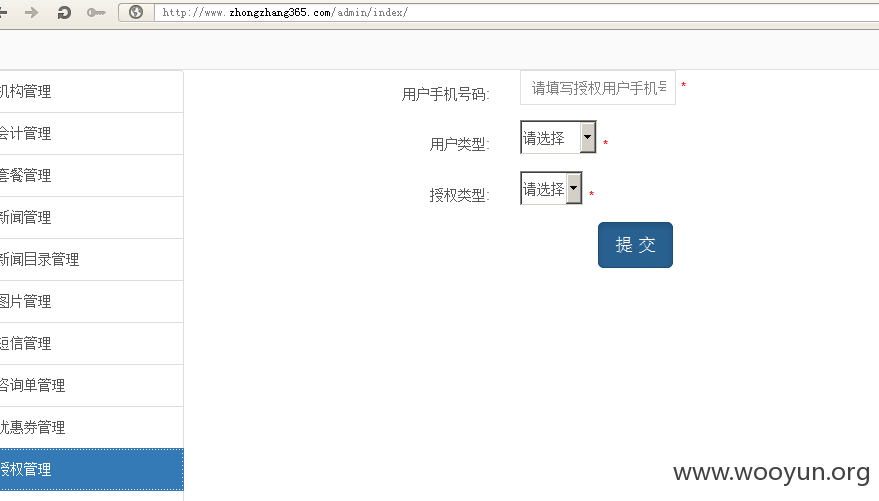 http://www.zhongzhang365.com/admin/index/
机构管理
会计管理
套餐管理
新闻管理
新闻目录管理
图片管理
短信管理
咨询单管理
优惠券管理
授权管理
用户手机号码: 请填写授权用户手机号 *
用户类型: 请选择 *
授权类型: 请选择 *
提 交
www.wooyun.org